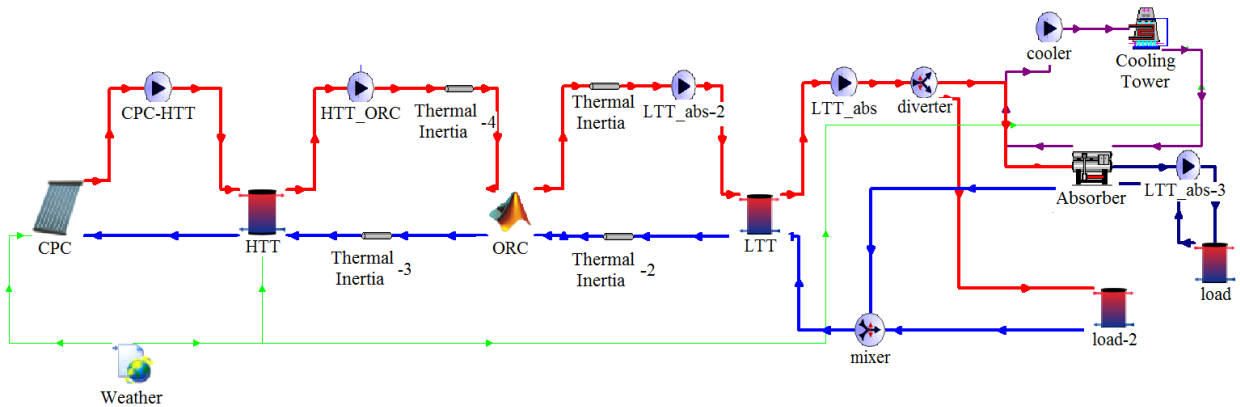 cooler
Cooling
Tower
CPC-HTT
HTT_ORC
Thermal
Inertia -4
Thermal
Inertia
LTT_abs-2
LTT_abs
diverter
Absorber
LTT_abs-3
CPC
HTT
Thermal
Inertia -3
ORC
Thermal
Inertia -2
LTT
load
mixer
load-2
Weather